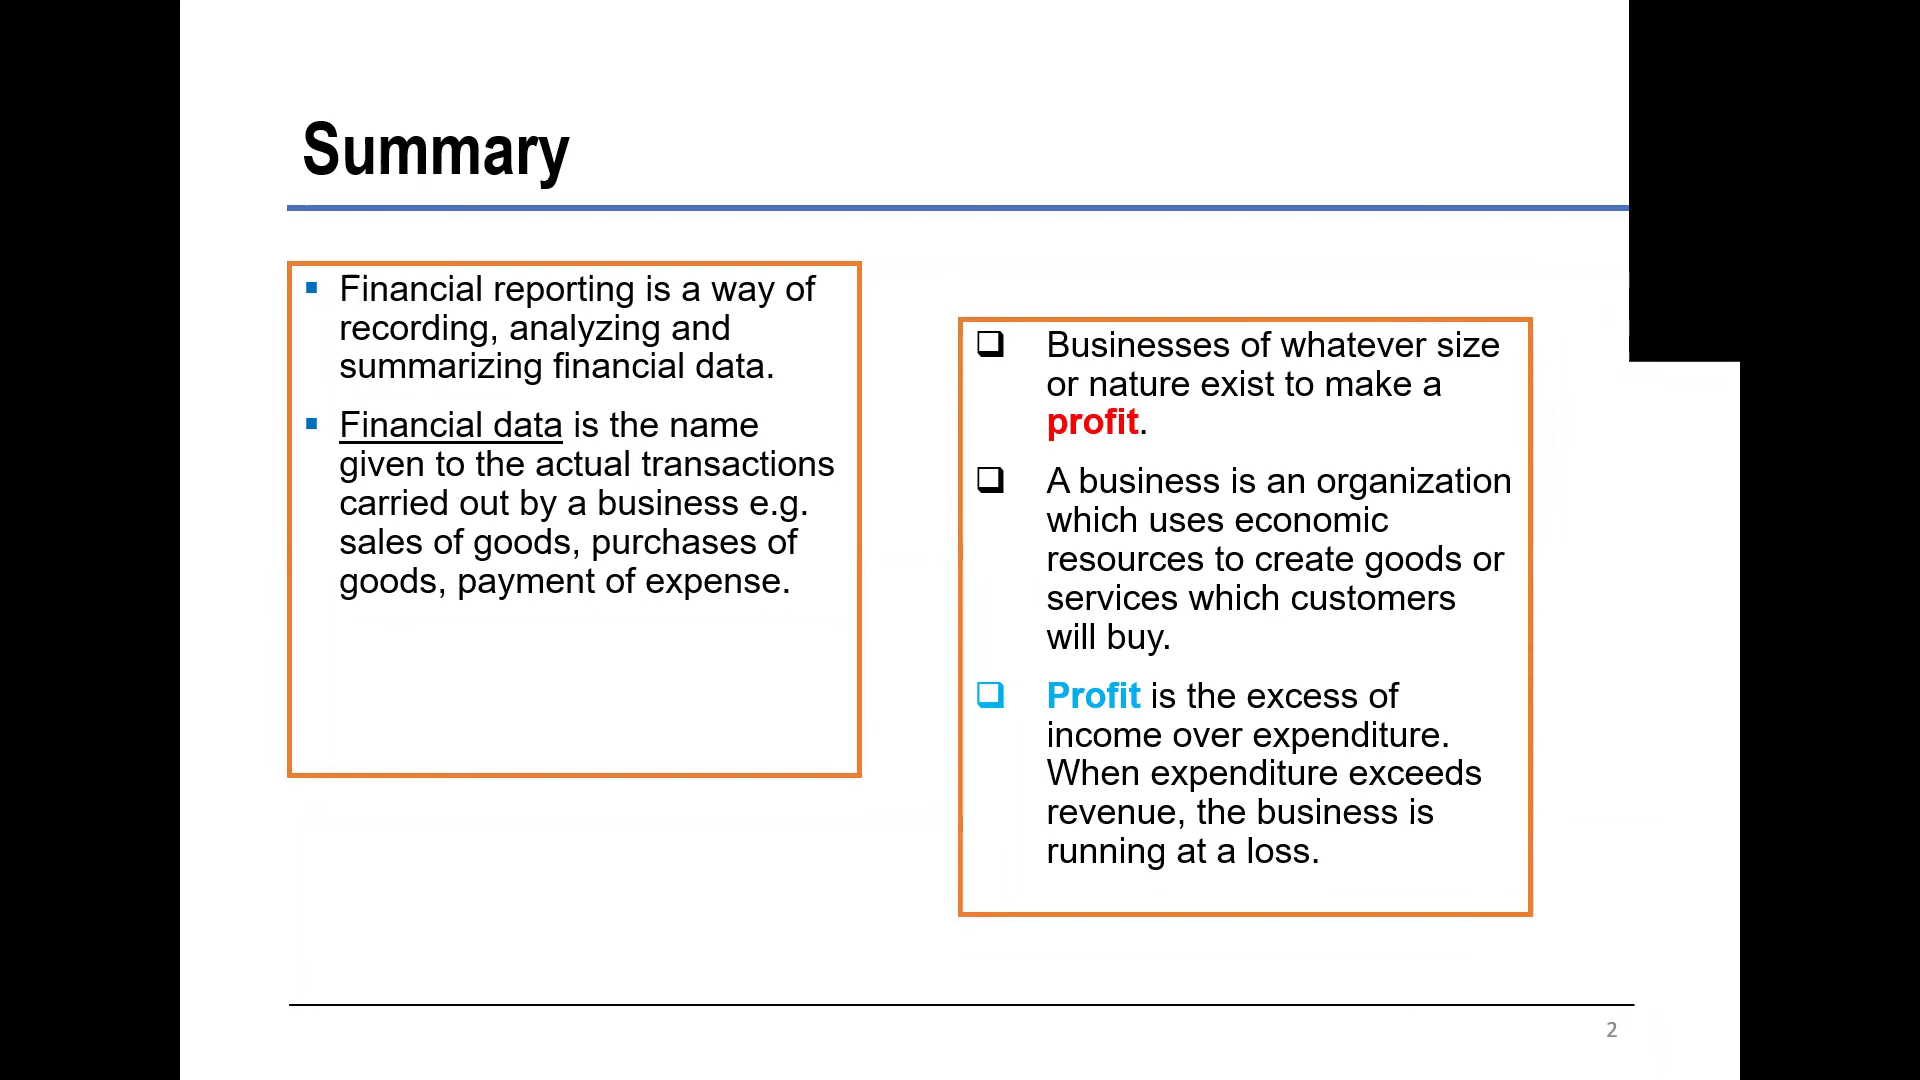 Summary
▪ Financial reporting is a way of
recording, analyzing and
summarizing financial data.
▪ Financial data is the name
given to the actual transactions
carried out by a business e.g.
sales of goods, purchases of
goods, payment of expense.
❑ Businesses of whatever size
or nature exist to make a
profit.
❑ A business is an organization
which uses economic
resources to create goods or
services which customers
will buy.
❑ Profit is the excess of
income over expenditure.
When expenditure exceeds
revenue, the business is
running at a loss.
2